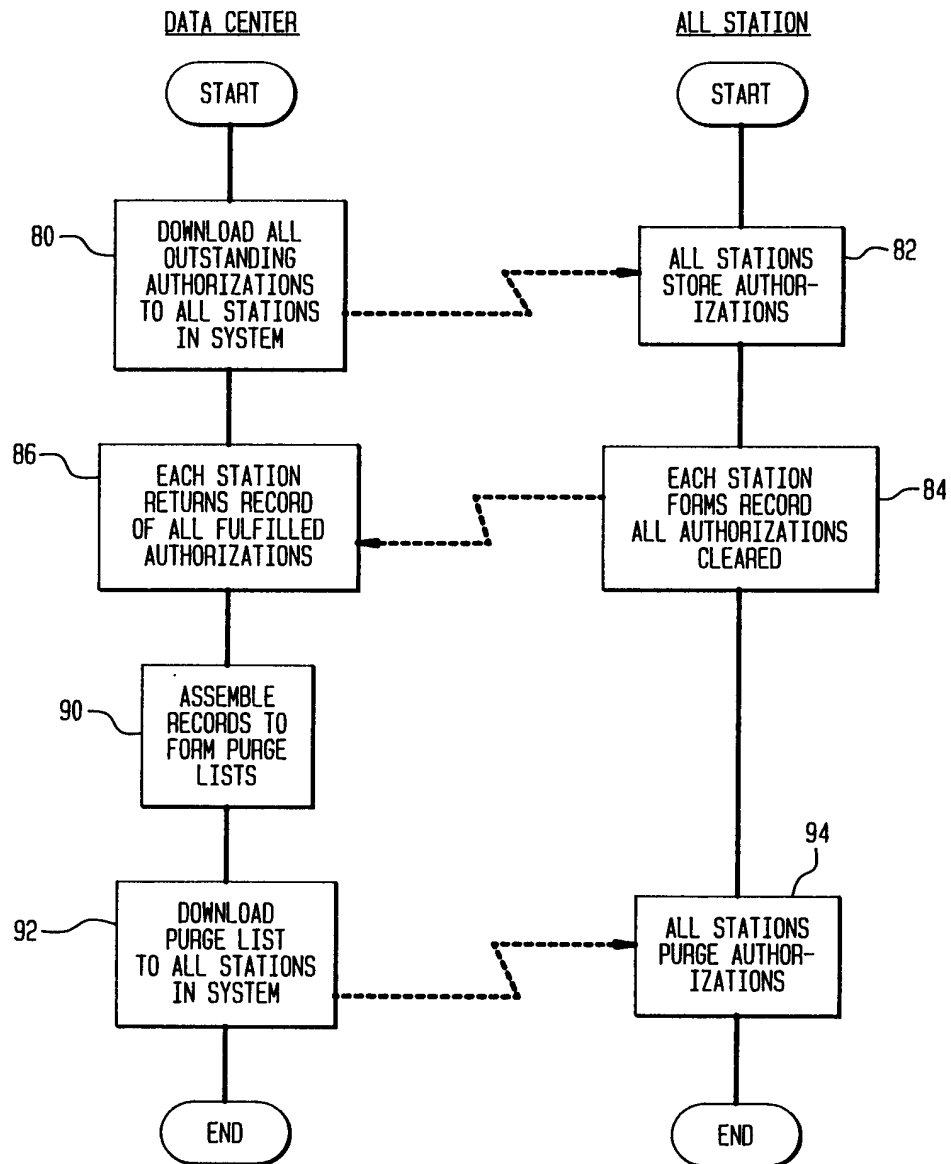 DATA CENTER
ALL STATION
START
START
80
DOWNLOAD ALL
OUTSTANDING
AUTHORIZATIONS
TO ALL STATIONS
IN SYSTEM
82
ALL STATIONS
STORE AUTHOR-
IZATIONS
86
EACH STATION
RETURNS RECORD
OF ALL FULFILLED
AUTHORIZATIONS
84
EACH STATION
FORMS RECORD
ALL AUTHORIZATIONS
CLEARED
90
ASSEMBLE
RECORDS TO
FORM PURGE
LISTS
92
DOWNLOAD
PURGE LIST
TO ALL STATIONS
IN SYSTEM
94
ALL STATIONS
PURGE AUTHOR-
IZATIONS
END
END